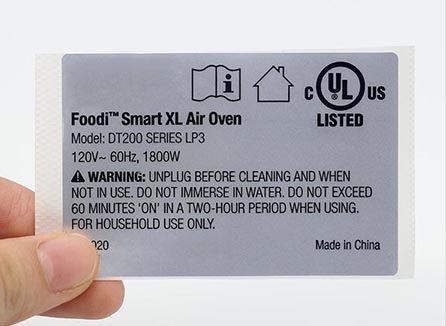 i
C UL US
LISTED
Foodi™ Smart XL Air Oven
Model: DT200 SERIES LP3
120V~ 60Hz, 1800W
⚠ WARNING: UNPLUG BEFORE CLEANING AND WHEN
NOT IN USE. DO NOT IMMERSE IN WATER. DO NOT EXCEED
60 MINUTES ‘ON’ IN A TWO-HOUR PERIOD WHEN USING.
FOR HOUSEHOLD USE ONLY.
020 Made in China